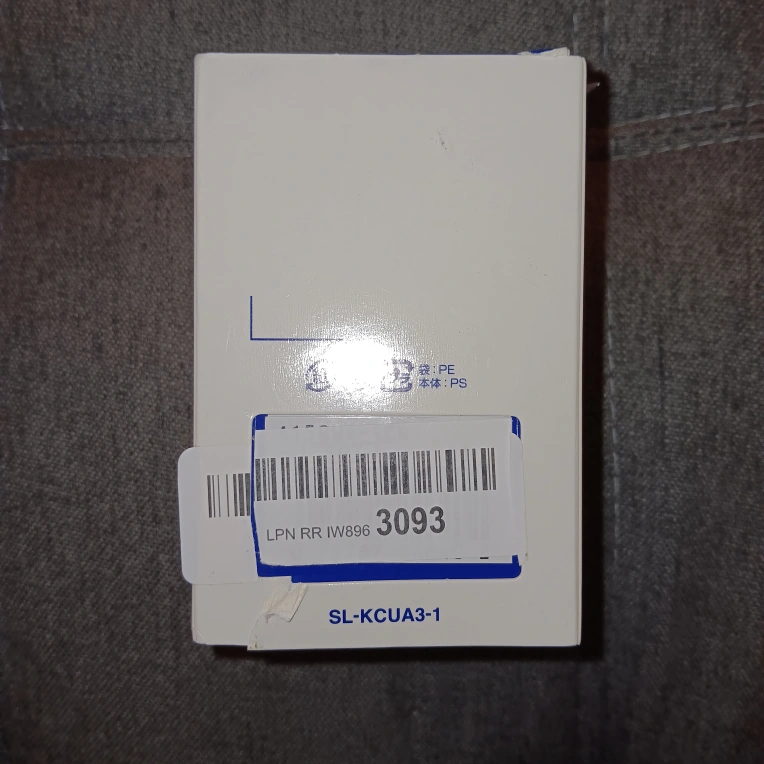 袋:PE
本体:PS
LPN RR IW896 3093
SL-KCUA3-1